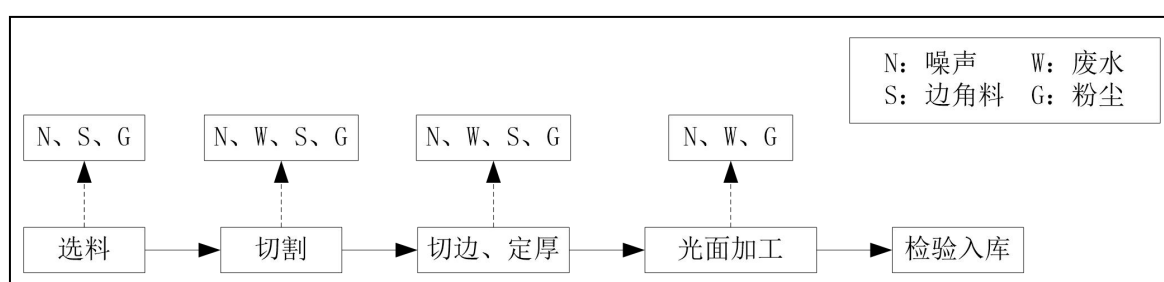 N：噪声 W：废水
S：边角料 G：粉尘
N、S、G
N、W、S、G
N、W、S、G
N、W、G
选料
切割
切边、定厚
光面加工
检验入库